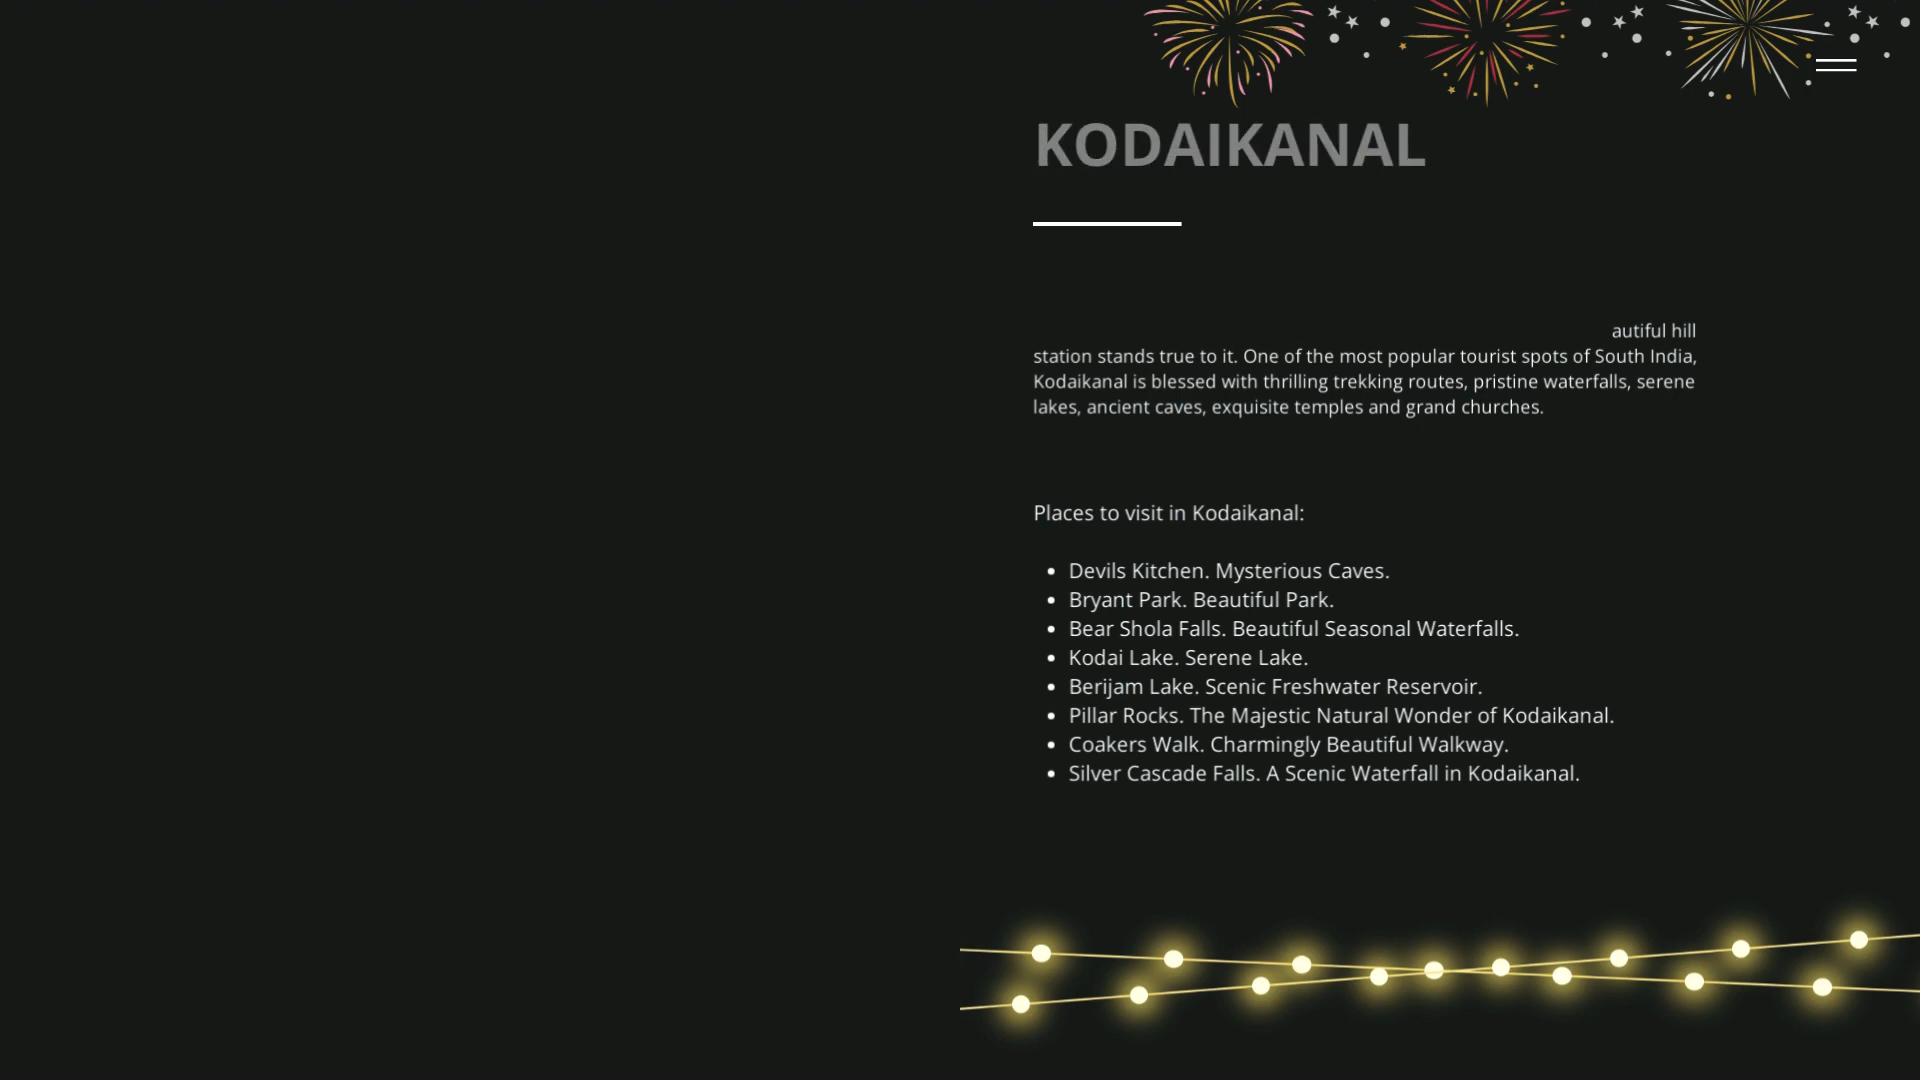 KODAIKANAL
autiful hill
station stands true to it. One of the most popular tourist spots of South India,
Kodaikanal is blessed with thrilling trekking routes, pristine waterfalls, serene
lakes, ancient caves, exquisite temples and grand churches.
Places to visit in Kodaikanal:
Devils Kitchen. Mysterious Caves.
Bryant Park. Beautiful Park.
Bear Shola Falls. Beautiful Seasonal Waterfalls.
Kodai Lake. Serene Lake.
Berijam Lake. Scenic Freshwater Reservoir.
Pillar Rocks. The Majestic Natural Wonder of Kodaikanal.
Coakers Walk. Charmingly Beautiful Walkway.
Silver Cascade Falls. A Scenic Waterfall in Kodaikanal.